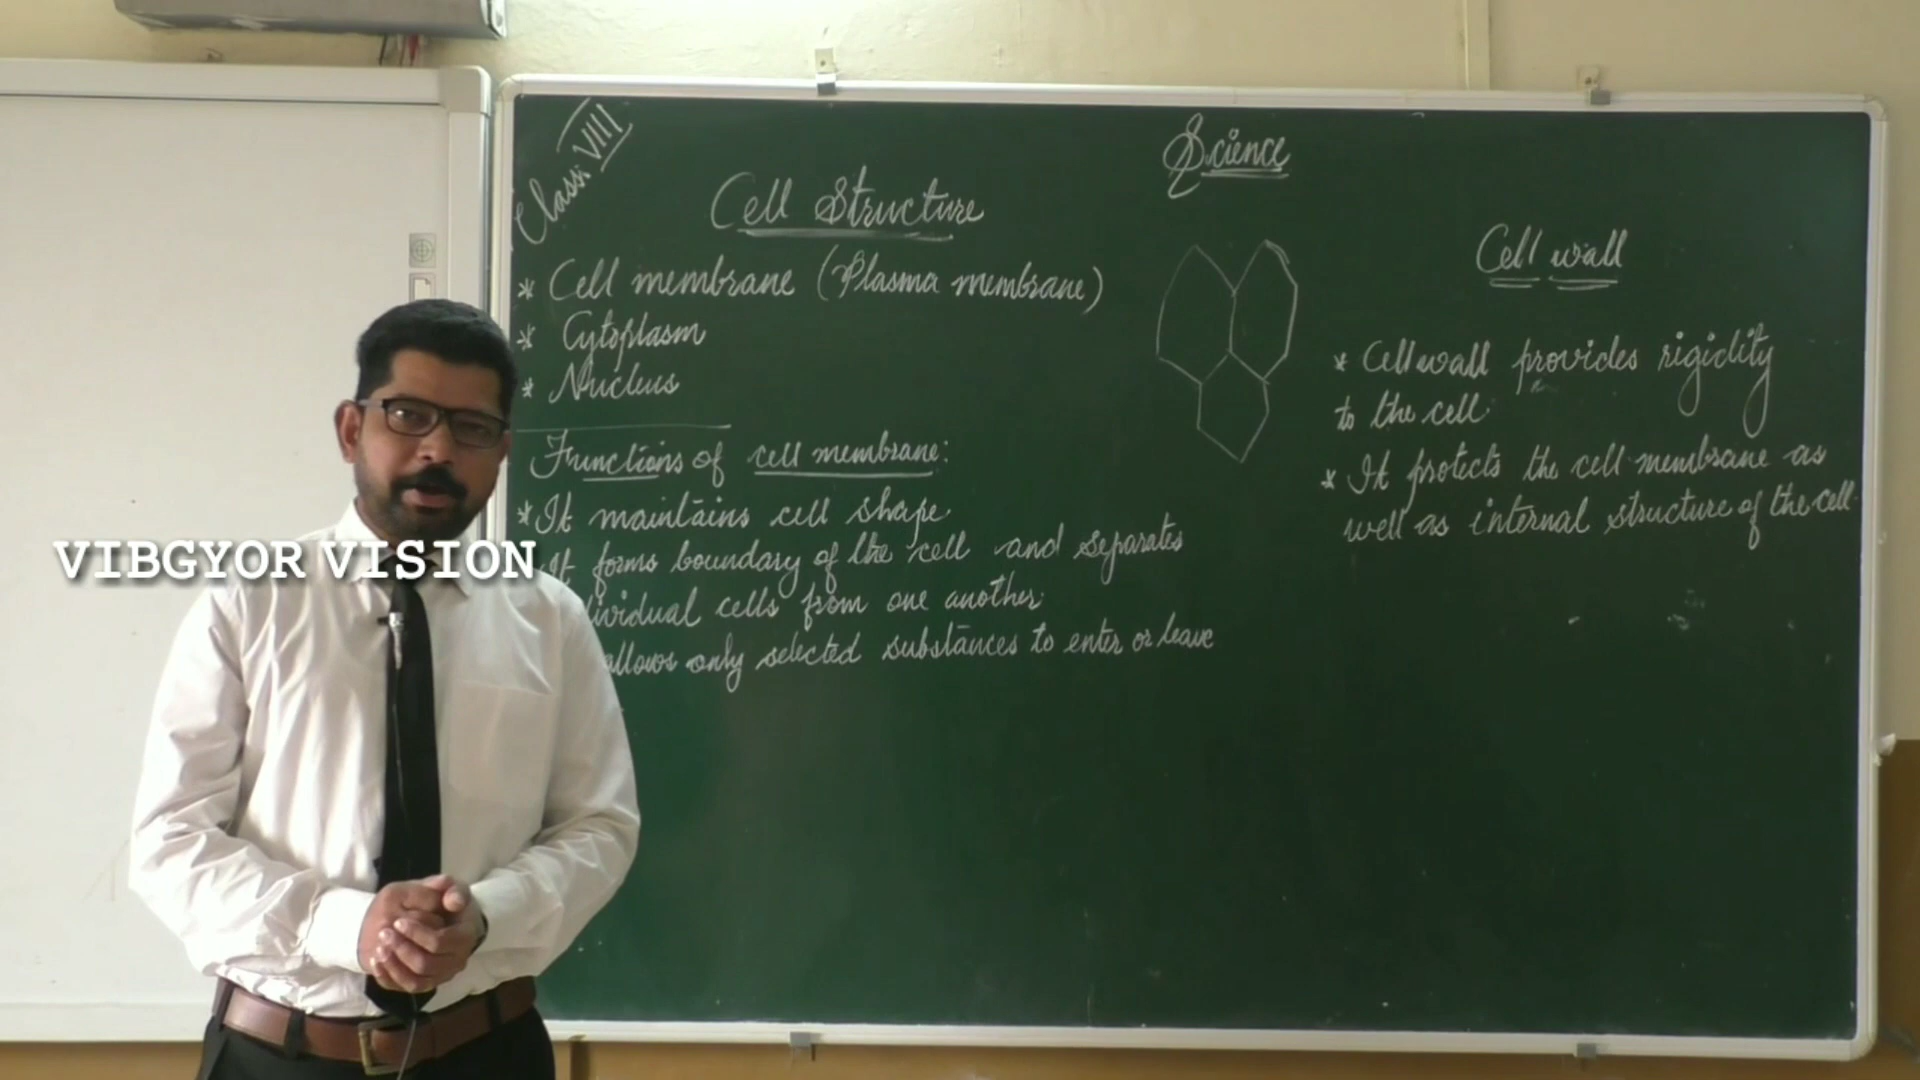 Class: VIII
Science
Cell Structure
* Cell membrane (Plasma membrane)
* Cytoplasm
* Nucleus
Functions of cell membrane:
* It maintains cell shape.
It forms boundary of the cell and separates
ividual cells from one another.
allows only selected substances to enter or leave
Cell wall
* Cellwall provides rigidity
to the cell.
* It protects the cell membrane as
well as internal structure of the cell.
VIBGYOR VISION